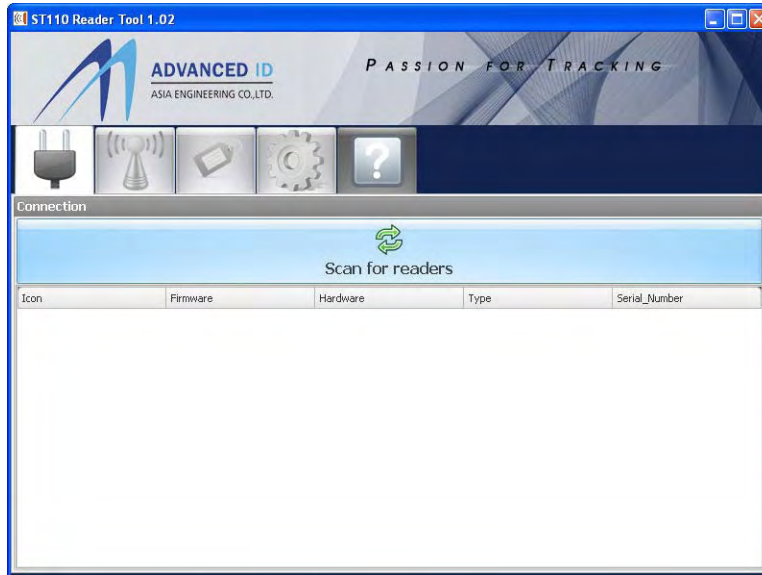 ST110 Reader Tool 1.02
ADVANCED ID
ASIA ENGINEERING CO.,LTD.
PASSION FOR TRACKING
?
Connection
Scan for readers
Icon Firmware Hardware Type Serial_Number